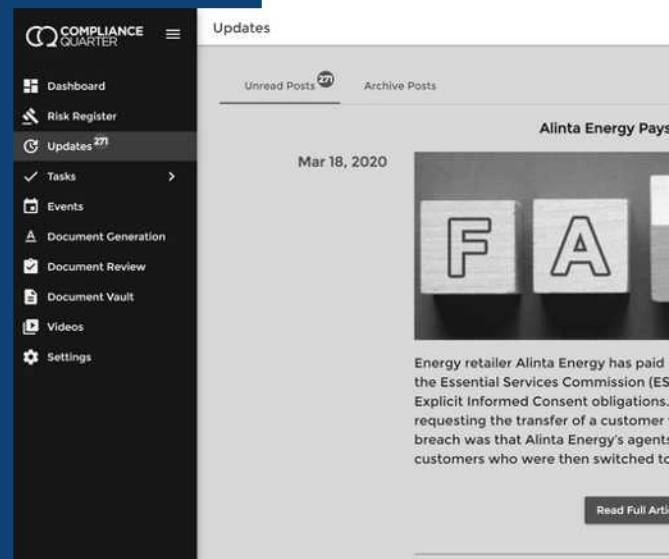 COMPLIANCE
QUARTER
Updates
Dashboard
Risk Register
Updates 271
Tasks
Events
Document Generation
Document Review
Document Vault
Videos
Settings
Unread Posts 271
Archive Posts
Alinta Energy Pays
Mar 18, 2020
F A
Energy retailer Alinta Energy has paid
the Essential Services Commission (ES
Explicit Informed Consent obligations.
requesting the transfer of a customer
breach was that Alinta Energy's agents
customers who were then switched to
Read Full Arti